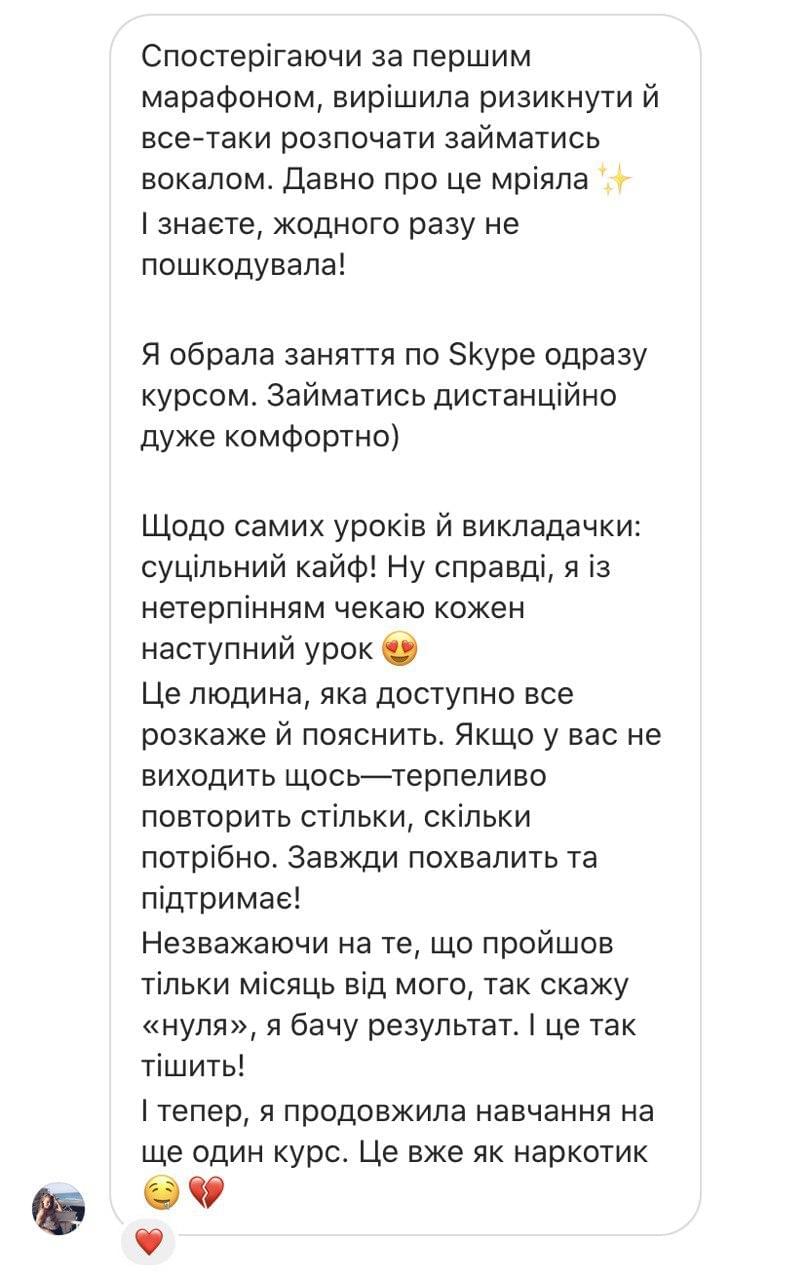 Спостерігаючи за першим
марафоном, вирішила ризикнути й
все-таки розпочати займатись
вокалом. Давно про це мріяла ✨
І знаєте, жодного разу не
пошкодувала!
Я обрала заняття по Skype одразу
курсом. Займатись дистанційно
дуже комфортно)
Щодо самих уроків й викладачки:
суцільний кайф! Ну справді, я із
нетерпінням чекаю кожен
наступний урок 😍
Це людина, яка доступно все
розкаже й пояснить. Якщо у вас не
виходить щось—терпеливо
повторить стільки, скільки
потрібно. Завжди похвалить та
підтримає!
Незважаючи на те, що пройшов
тільки місяць від мого, так скажу
«нуля», я бачу результат. І це так
тішить!
І тепер, я продовжила навчання на
ще один курс. Це вже як наркотик
🤤💔
❤️